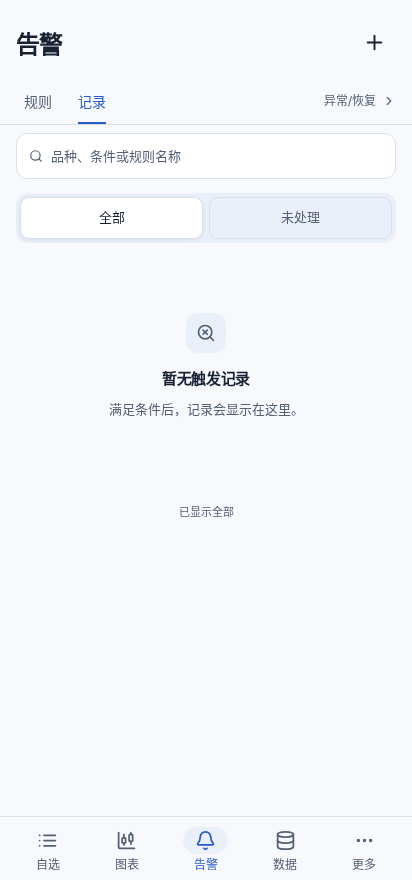 告警
规则
记录
异常/恢复
品种、条件或规则名称
全部
未处理
暂无触发记录
满足条件后，记录会显示在这里。
已显示全部
自选
图表
告警
数据
更多